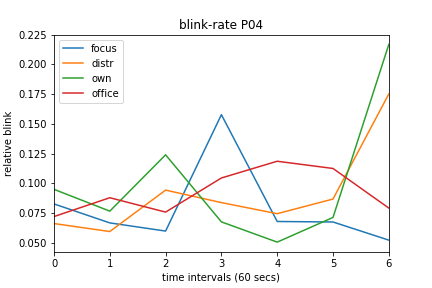 blink-rate P04
0.225
0.200
0.175
0.150
0.125
0.100
0.075
0.050
relative blink
focus
distr
own
office
0 1 2 3 4 5 6
time intervals (60 secs)